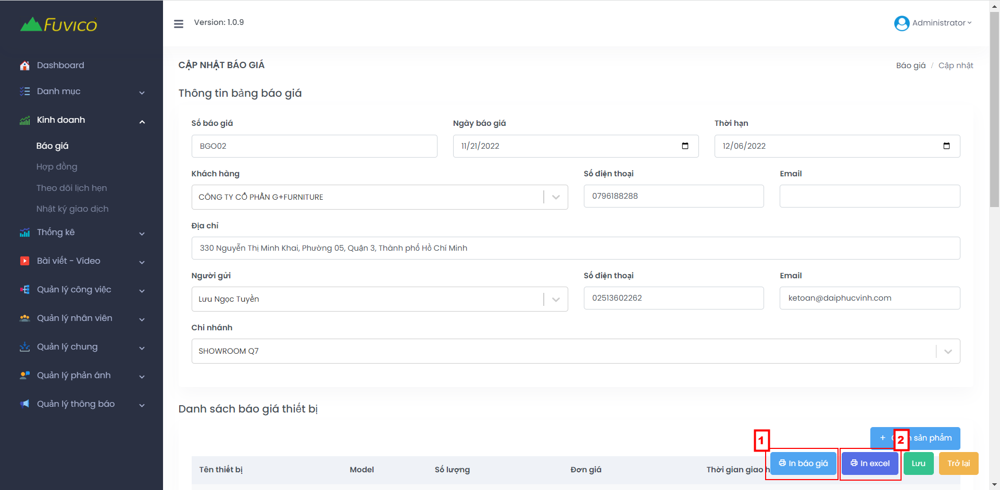 FUVICO
Version: 1.0.9
Administrator
Dashboard
Danh mục
Kinh doanh
Báo giá
Hợp đồng
Theo dõi lịch hẹn
Nhật ký giao dịch
Thống kê
Bài viết - Video
Quản lý công việc
Quản lý nhân viên
Quản lý chung
Quản lý phản ánh
Quản lý thông báo
CẬP NHẬT BÁO GIÁ
Báo giá / Cập nhật
Thông tin bảng báo giá
Số báo giá Ngày báo giá Thời hạn
BGO02 11/21/2022 12/06/2022
Khách hàng Số điện thoại Email
CÔNG TY CỔ PHẦN G+FURNITURE 0796188288
Địa chỉ
330 Nguyễn Thị Minh Khai, Phường 05, Quận 3, Thành phố Hồ Chí Minh
Người gửi Số điện thoại Email
Lưu Ngọc Tuyền 02513602262 ketoan@daiphucvinh.com
Chi nhánh
SHOWROOM Q7
Danh sách báo giá thiết bị
1 + 2 sản phẩm
In báo giá In excel Lưu Trở lại
Tên thiết bị Model Số lượng Đơn giá Thời gian giao